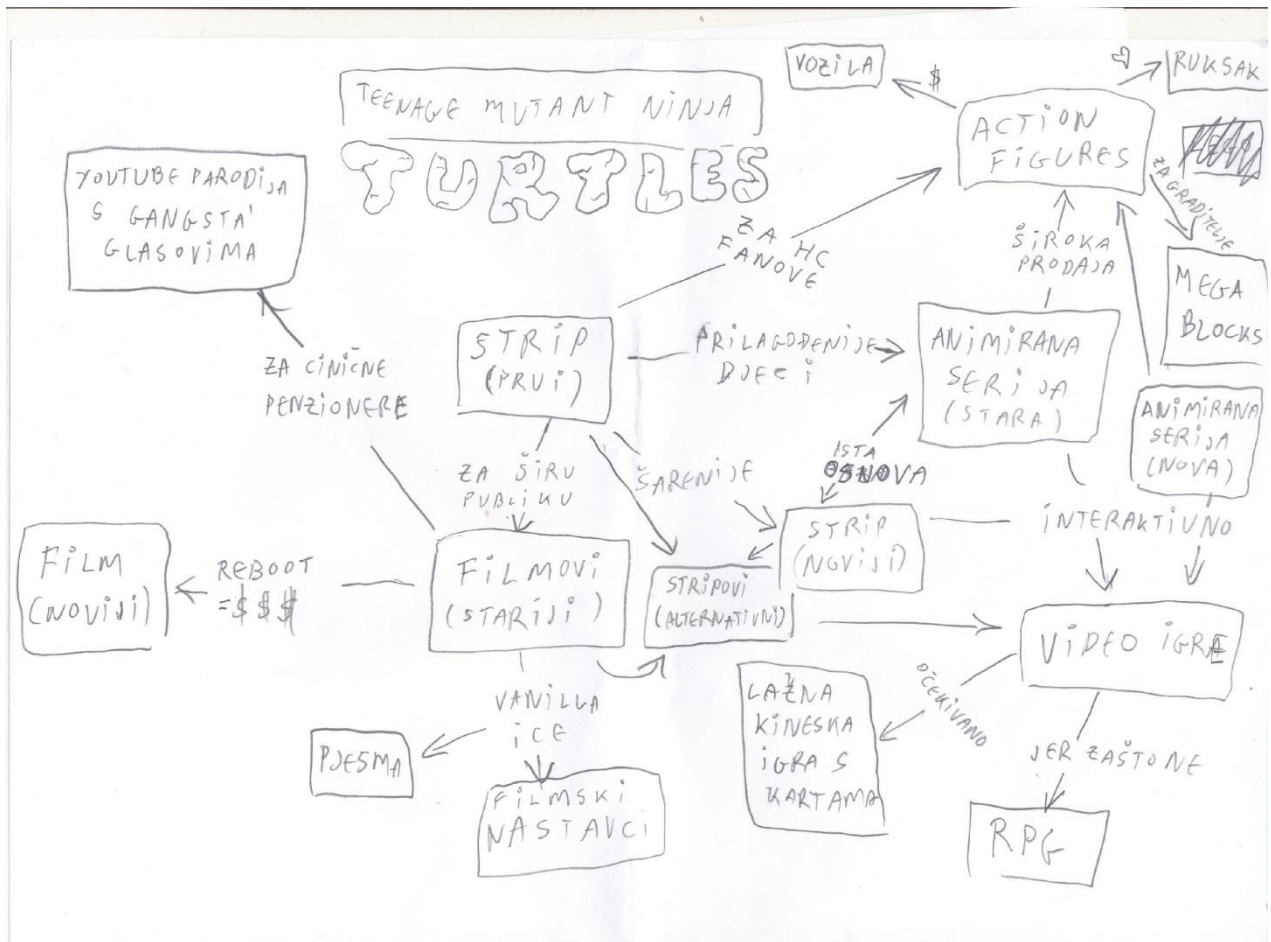 TEENAGE MUTANT NINJA
TURTLES
VOZILA
$
RUKSAK
ACTION
FIGURES
ZA GRADITELJE
MEGA
BLOCKS
YOUTUBE PARODIJA
S GANGSTA'
GLASOVIMA
ZA HC
FANOVE
ŠIROKA
PRODAJA
STRIP
(PRVI)
PRILAGOĐENIJE
DJECI
ANIMIRANA
SERIJA
(STARA)
ANIMIRANA
SERIJA
(NOVA)
ZA CINIČNE
PENZIONERE
ZA ŠIRU
PUBLIKU
ŠARENIJE
ISTA
OSNOVA
INTERAKTIVNO
FILM
(NOVIJI)
REBOOT
=$$$
FILMOVI
(STARIJI)
STRIPOVI
(ALTERNATIVNI)
STRIP
(NOVIJI)
VIDEO IGRE
VANILLA
ICE
PJESMA
FILMSKI
NASTAVCI
LAŽNA
KINESKA
IGRA S
KARTAMA
OČEKIVANO
JER ZAŠTO NE
RPG